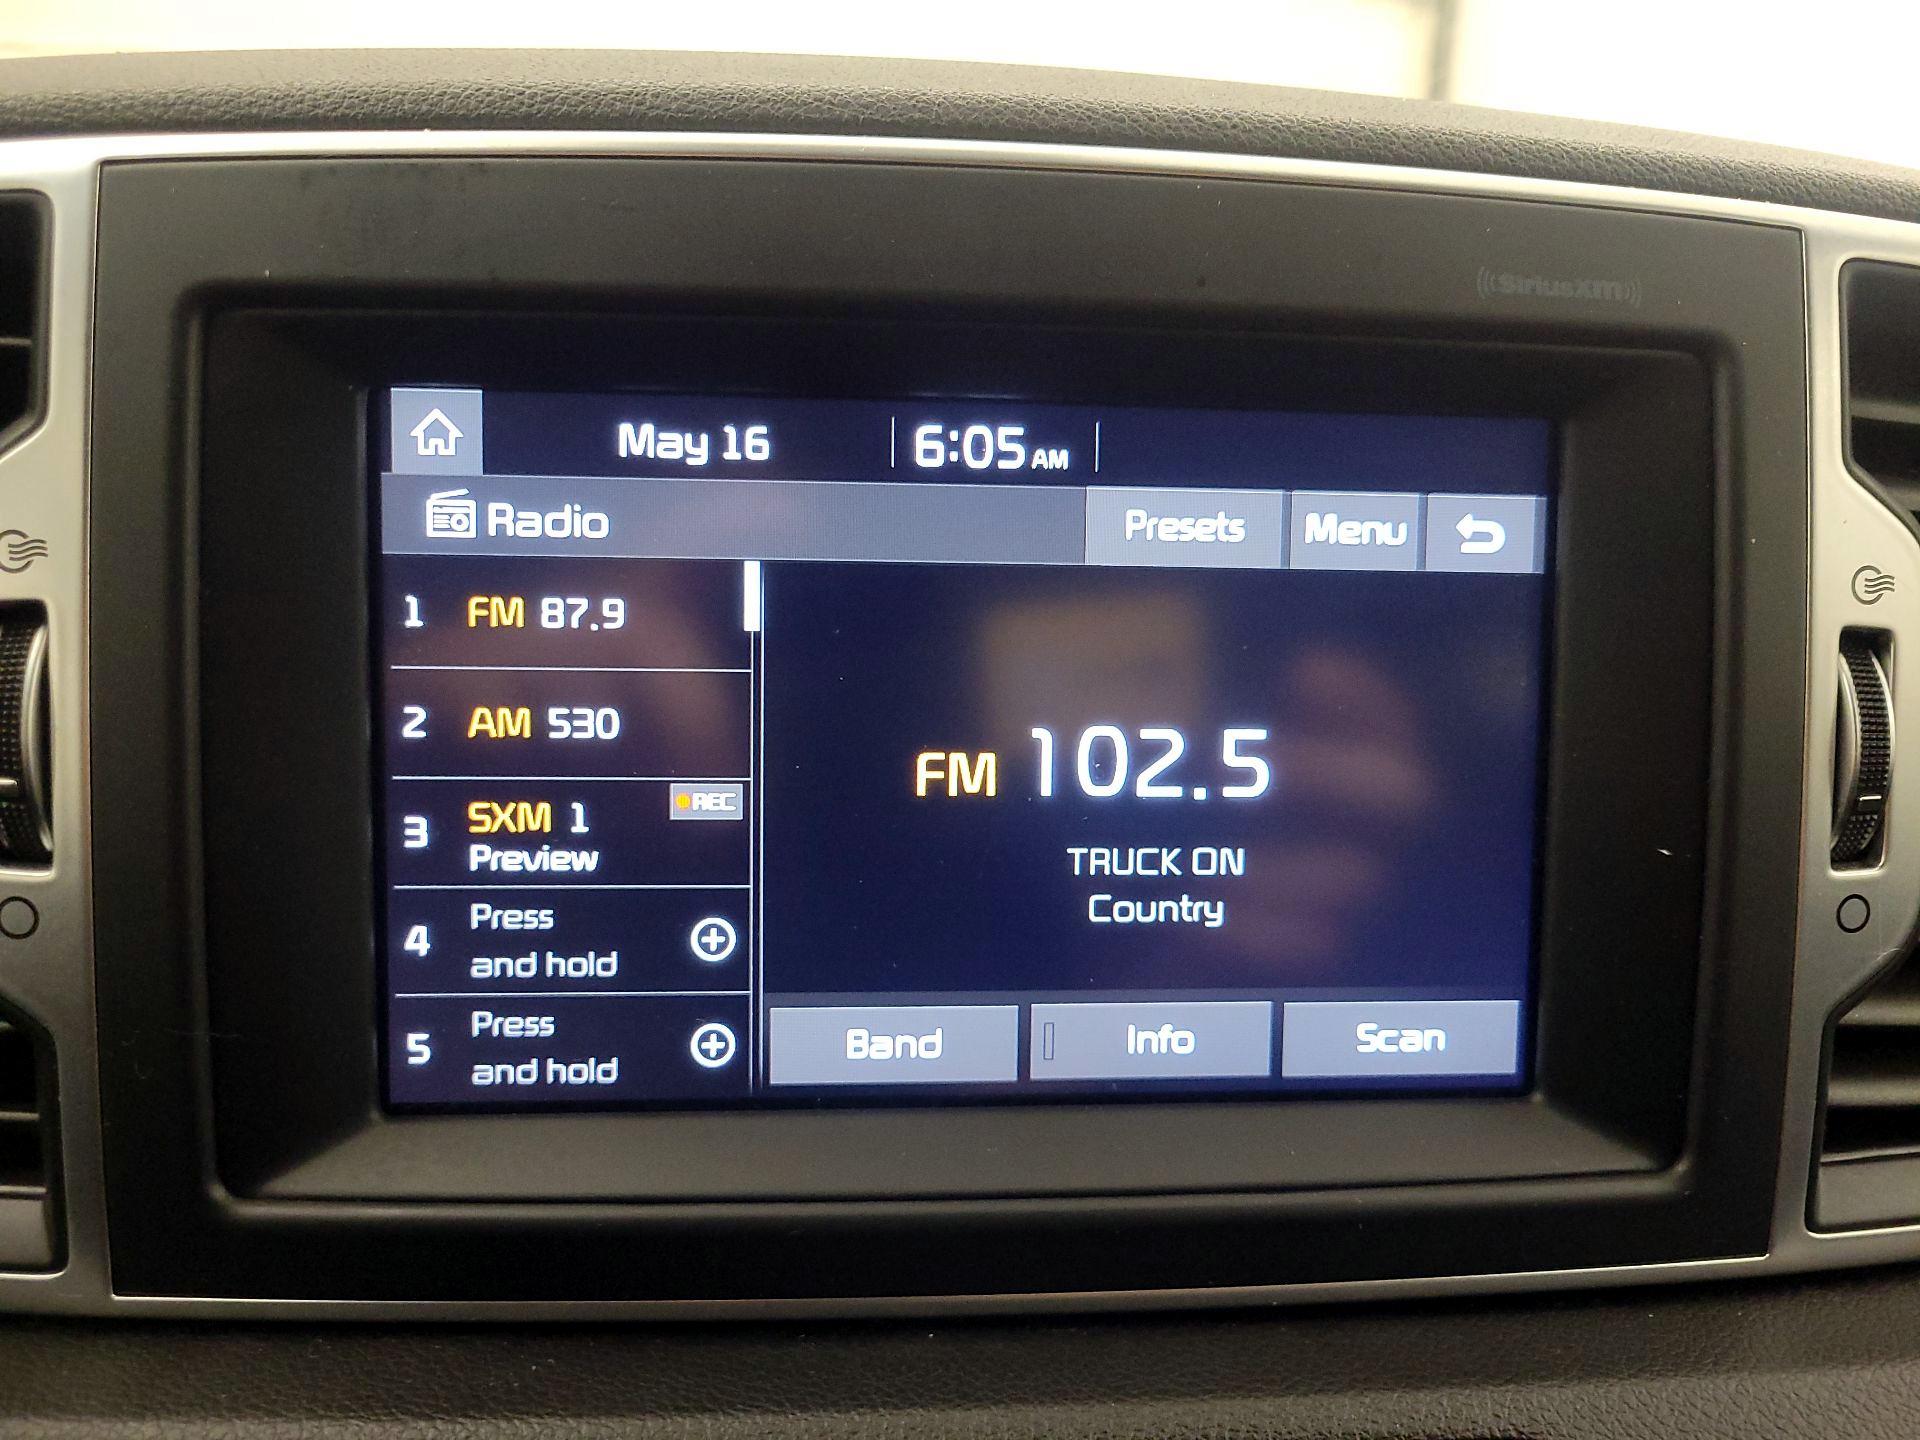 SiriusXM
May 16 6:05 AM
Radio Presets Menu
1 FM 87.9
2 AM 530
3 SXM 1 REC
Preview
4 Press
and hold
5 Press
and hold
FM 102.5
TRUCK ON
Country
Band Info Scan